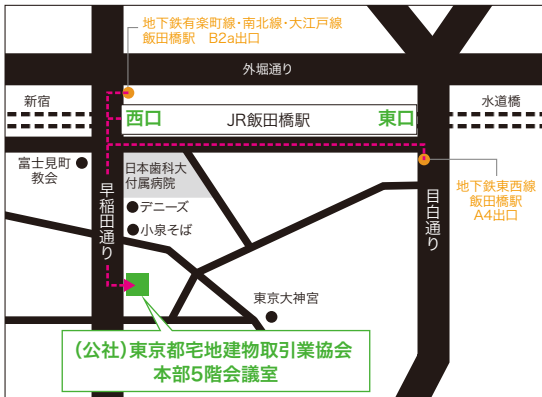 地下鉄有楽町線・南北線・大江戸線
飯田橋駅　B2a出口
外堀通り
新宿
水道橋
西口
JR飯田橋駅
東口
富士見町
教会
日本歯科大
付属病院
早稲田通り
目白通り
地下鉄東西線
飯田橋駅
A4出口
●デニーズ
●小泉そば
東京大神宮
(公社)東京都宅地建物取引業協会
本部5階会議室